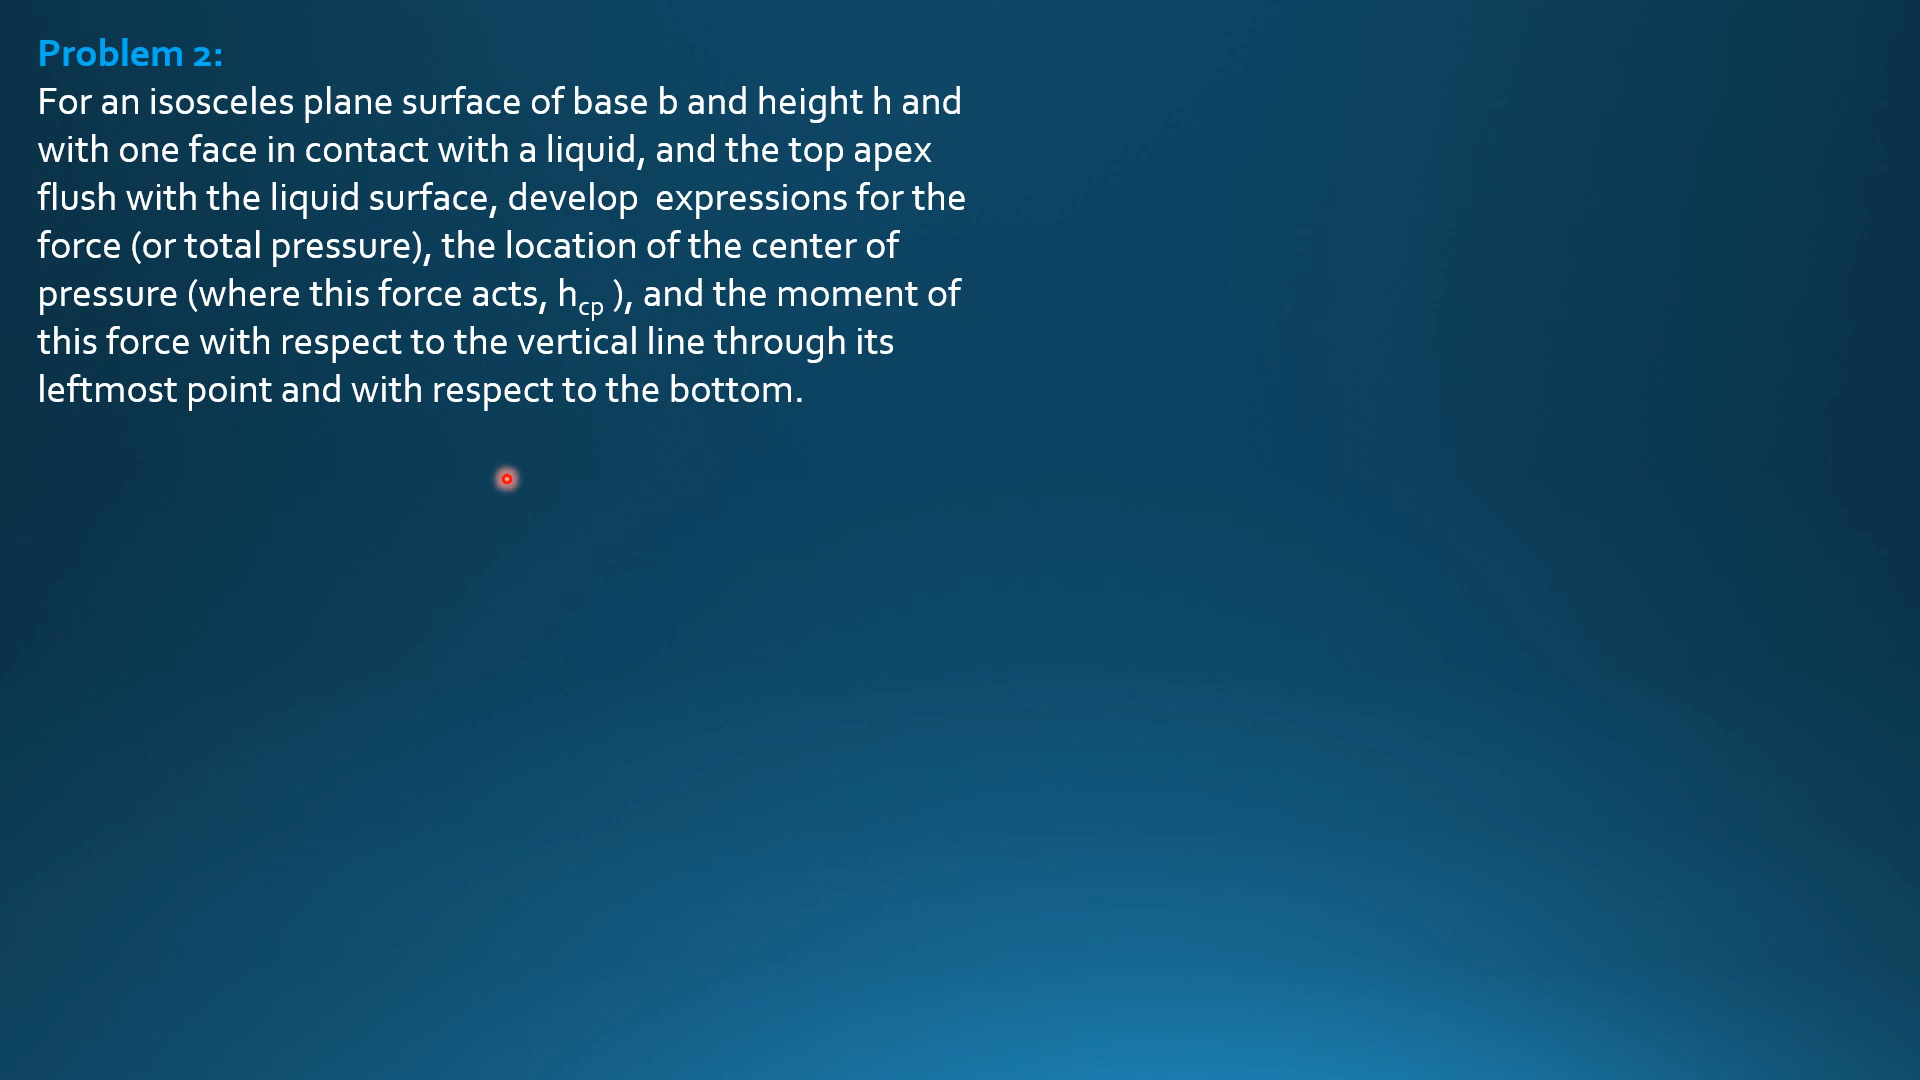 Problem 2:
For an isosceles plane surface of base b and height h and
with one face in contact with a liquid, and the top apex
flush with the liquid surface, develop  expressions for the
force (or total pressure), the location of the center of
pressure (where this force acts, hcp ), and the moment of
this force with respect to the vertical line through its
leftmost point and with respect to the bottom.